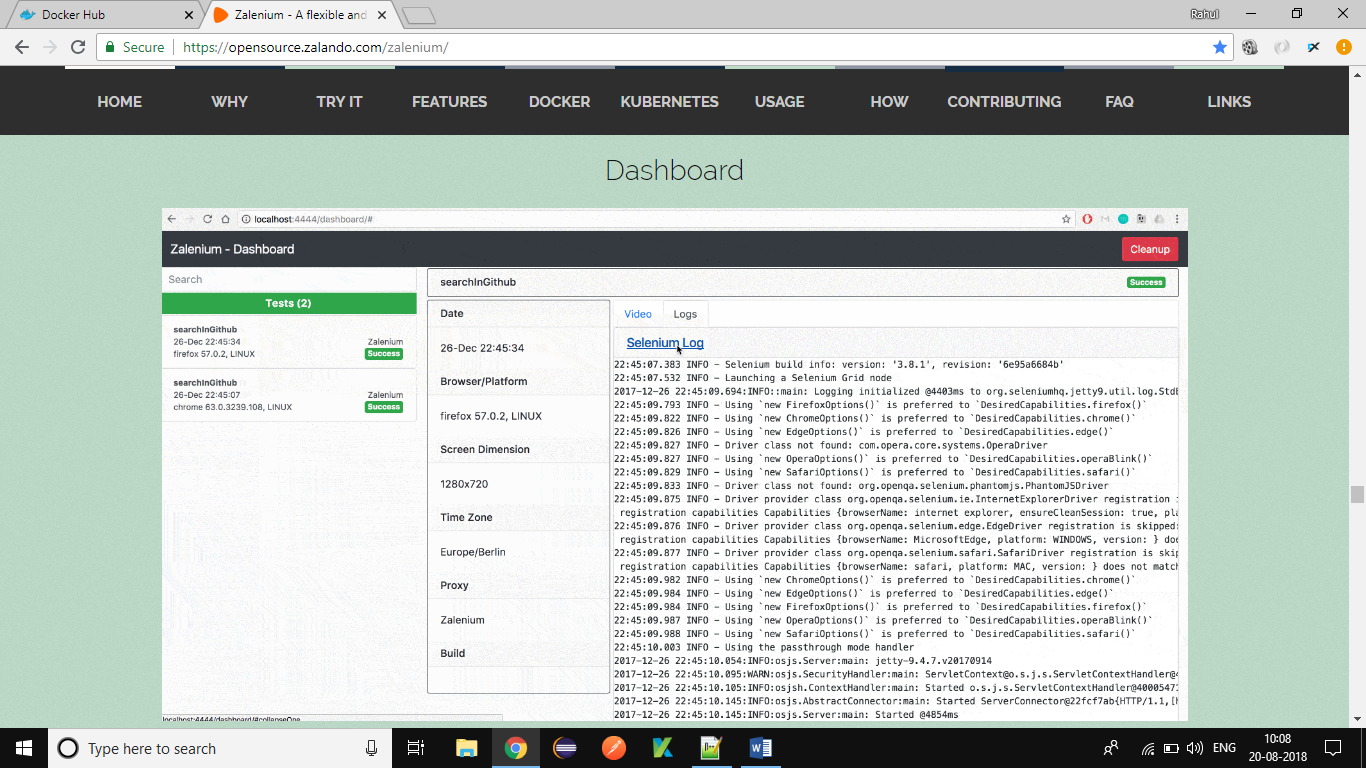 Docker Hub
Zalenium - A flexible and
Rahul
Secure
https://opensource.zalando.com/zalenium/
HOME WHY TRY IT FEATURES DOCKER KUBERNETES USAGE HOW CONTRIBUTING FAQ LINKS
Dashboard
localhost:4444/dashboard/#
Zalenium - Dashboard
Cleanup
Search
Tests (2)
searchInGithub
26-Dec 22:45:34 Zalenium
firefox 57.0.2, LINUX Success
searchInGithub
26-Dec 22:45:07 Zalenium
chrome 63.0.3239.108, LINUX Success
searchInGithub Success
Date
26-Dec 22:45:34
Browser/Platform
firefox 57.0.2, LINUX
Screen Dimension
1280x720
Time Zone
Europe/Berlin
Proxy
Zalenium
Build
Video Logs
Selenium Log
22:45:07.383 INFO - Selenium build info: version: '3.8.1', revision: '6e95a6684b'
22:45:07.532 INFO - Launching a Selenium Grid node
2017-12-26 22:45:09.694:INFO::main: Logging initialized @4403ms to org.seleniumhq.jetty9.util.log.Std
22:45:09.793 INFO - Using `new FirefoxOptions()` is preferred to `DesiredCapabilities.firefox()`
22:45:09.822 INFO - Using `new ChromeOptions()` is preferred to `DesiredCapabilities.chrome()`
22:45:09.826 INFO - Using `new EdgeOptions()` is preferred to `DesiredCapabilities.edge()`
22:45:09.827 INFO - Driver class not found: com.opera.core.systems.OperaDriver
22:45:09.827 INFO - Using `new OperaOptions()` is preferred to `DesiredCapabilities.operaBlink()`
22:45:09.829 INFO - Using `new SafariOptions()` is preferred to `DesiredCapabilities.safari()`
22:45:09.833 INFO - Driver class not found: org.openqa.selenium.phantomjs.PhantomJSDriver
22:45:09.875 INFO - Driver provider class org.openqa.selenium.ie.InternetExplorerDriver registration
registration capabilities Capabilities {browserName: internet explorer, ensureCleanSession: true, pla
22:45:09.876 INFO - Driver provider class org.openqa.selenium.edge.EdgeDriver registration is skipped:
registration capabilities Capabilities {browserName: MicrosoftEdge, platform: WINDOWS, version: } doe
22:45:09.877 INFO - Driver provider class org.openqa.selenium.safari.SafariDriver registration is skip
registration capabilities Capabilities {browserName: safari, platform: MAC, version: } does not match
22:45:09.982 INFO - Using `new ChromeOptions()` is preferred to `DesiredCapabilities.chrome()`
22:45:09.984 INFO - Using `new EdgeOptions()` is preferred to `DesiredCapabilities.edge()`
22:45:09.984 INFO - Using `new FirefoxOptions()` is preferred to `DesiredCapabilities.firefox()`
22:45:09.987 INFO - Using `new OperaOptions()` is preferred to `DesiredCapabilities.operaBlink()`
22:45:09.988 INFO - Using `new SafariOptions()` is preferred to `DesiredCapabilities.safari()`
22:45:10.003 INFO - Using the passthrough mode handler
2017-12-26 22:45:10.054:INFO:osjs.Server:main: jetty-9.4.7.v20170914
2017-12-26 22:45:10.095:WARN:osjs.SecurityHandler:main: ServletContext@o.s.j.s.ServletContextHandler@4
2017-12-26 22:45:10.105:INFO:osjsh.ContextHandler:main: Started o.s.j.s.ServletContextHandler@4000547
2017-12-26 22:45:10.145:INFO:osjs.AbstractConnector:main: Started ServerConnector@22fcf7ab{HTTP/1.1,[h
2017-12-26 22:45:10.145:INFO:osjs.Server:main: Started @4854ms
localhost:4444/dashboard/#collapseOne
Type here to search
ENG
10:08
20-08-2018